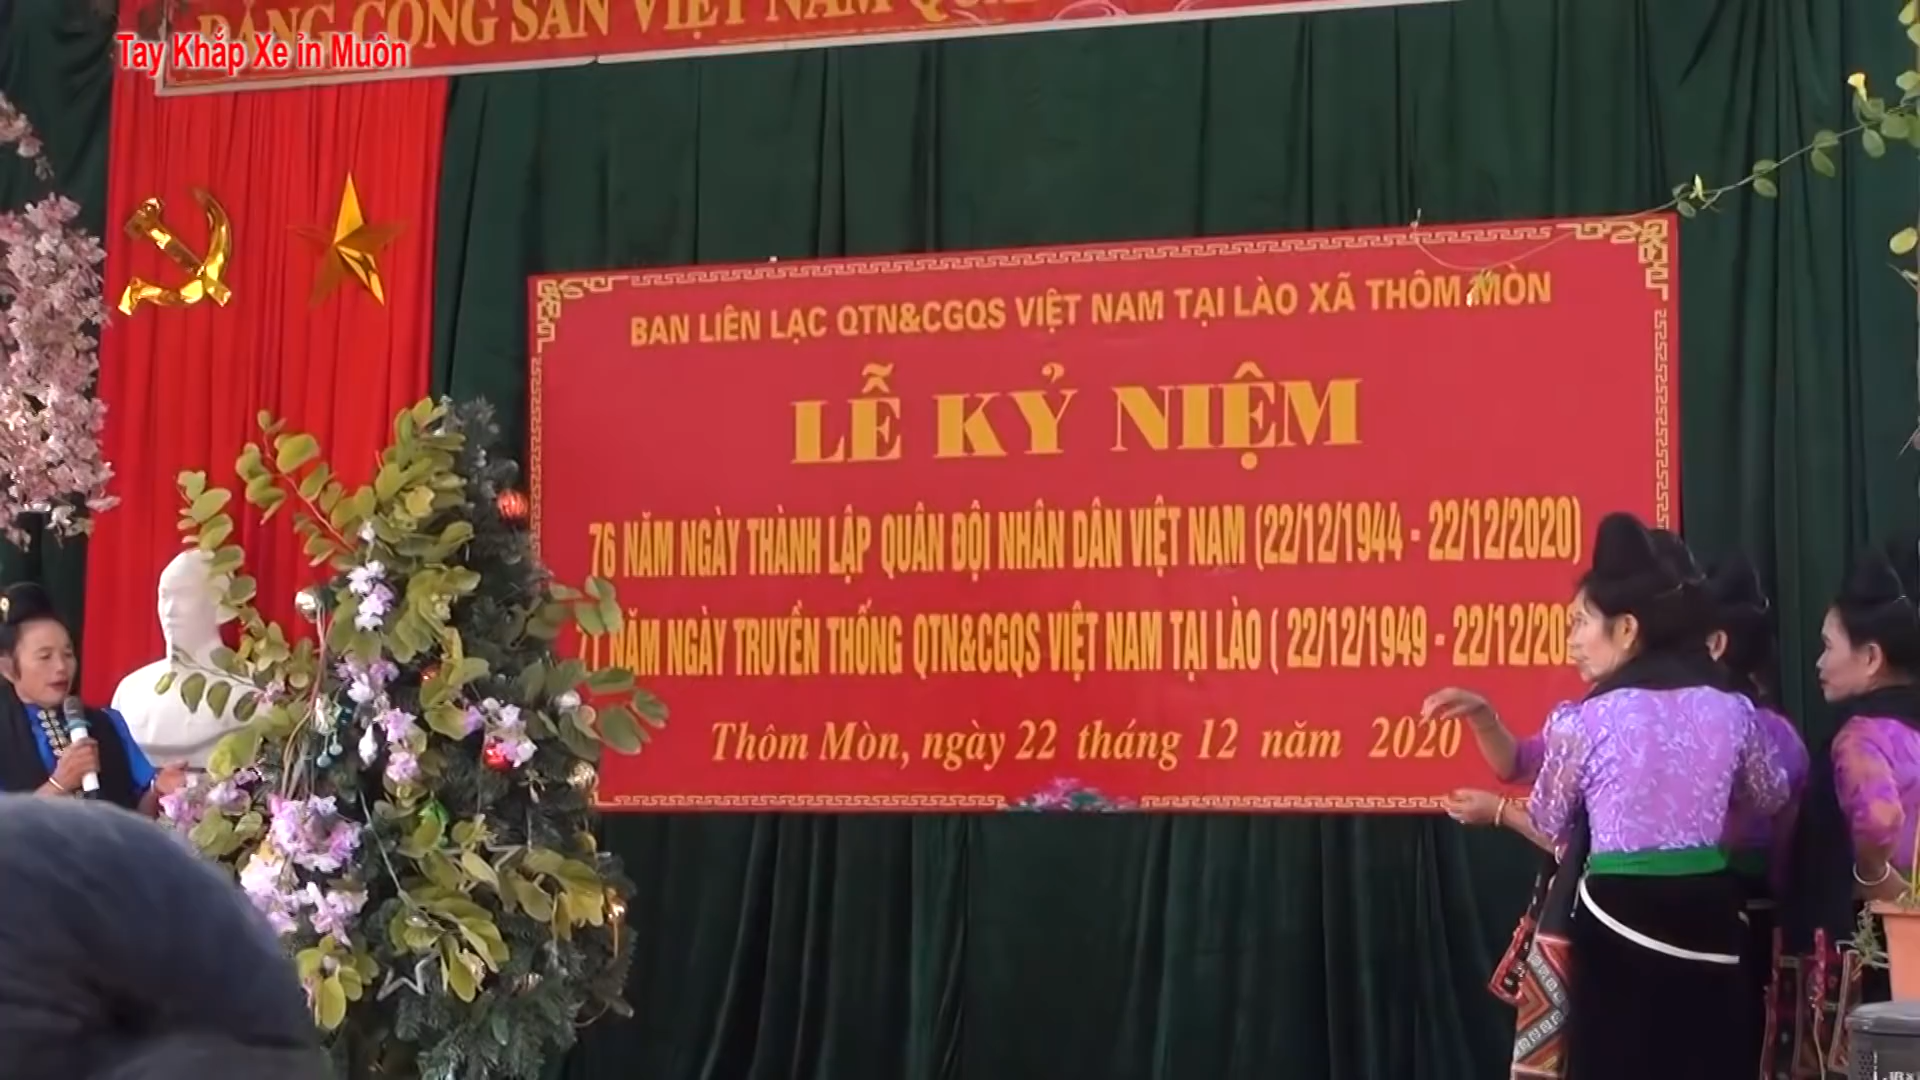 ĐẢNG CỘNG SẢN VIỆT NAM
Tay Khắp Xe ỉn Muôn
BAN LIÊN LẠC QTN&CGQS VIỆT NAM TẠI LÀO XÃ THÔM MÒN
LỄ KỶ NIỆM
76 NĂM NGÀY THÀNH LẬP QUÂN ĐỘI NHÂN DÂN VIỆT NAM (22/12/1944 - 22/12/2020)
71 NĂM NGÀY TRUYỀN THỐNG QTN&CGQS VIỆT NAM TẠI LÀO ( 22/12/1949 - 22/12/202
Thôm Mòn, ngày 22 tháng 12 năm 2020